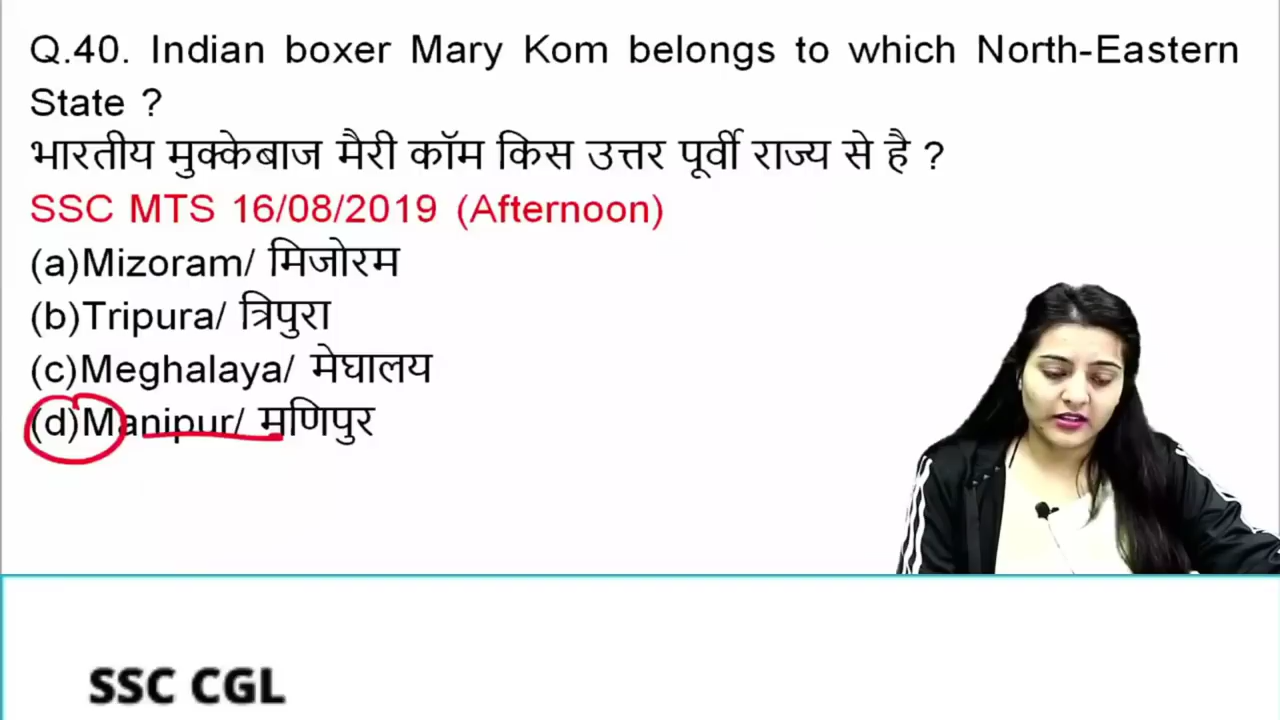 Q.40. Indian boxer Mary Kom belongs to which North-Eastern
State ?
भारतीय मुक्केबाज मैरी कॉम किस उत्तर पूर्वी राज्य से है ?
SSC MTS 16/08/2019 (Afternoon)
(a)Mizoram/ मिजोरम
(b)Tripura/ त्रिपुरा
(c)Meghalaya/ मेघालय
(d)Manipur/ मणिपुर
SSC CGL